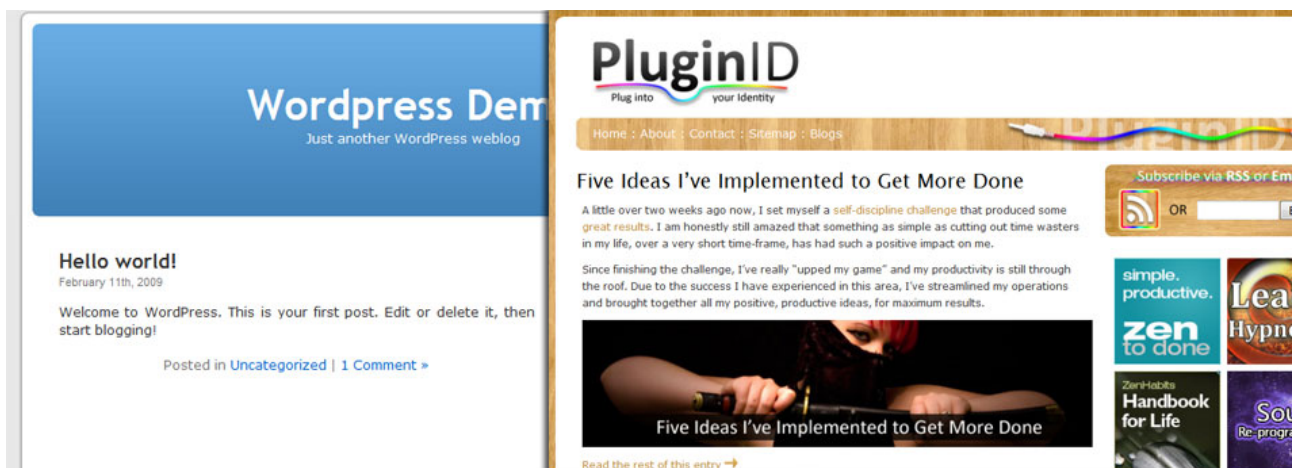 Wordpress Dem
Just another WordPress weblog
Hello world!
February 11th, 2009
Welcome to WordPress. This is your first post. Edit or delete it, then
start blogging!
Posted in Uncategorized | 1 Comment »
PluginID
Plug into your Identity
Home : About : Contact : Sitemap : Blogs
PluginID
Five Ideas I've Implemented to Get More Done
A little over two weeks ago now, I set myself a self-discipline challenge that produced some
great results. I am honestly still amazed that something as simple as cutting out time wasters
in my life, over a very short time-frame, has had such a positive impact on me.
Since finishing the challenge, I've really "upped my game" and my productivity is still through
the roof. Due to the success I have experienced in this area, I've streamlined my operations
and brought together all my positive, productive ideas, for maximum results.
Five Ideas I've Implemented to Get More Done
Read the rest of this entry
Subscribe via RSS or Em
OR
simple.
productive.
zen
to done
Lea
Hypno
ZenHabits
Handbook
for Life
Sou
Re-progra